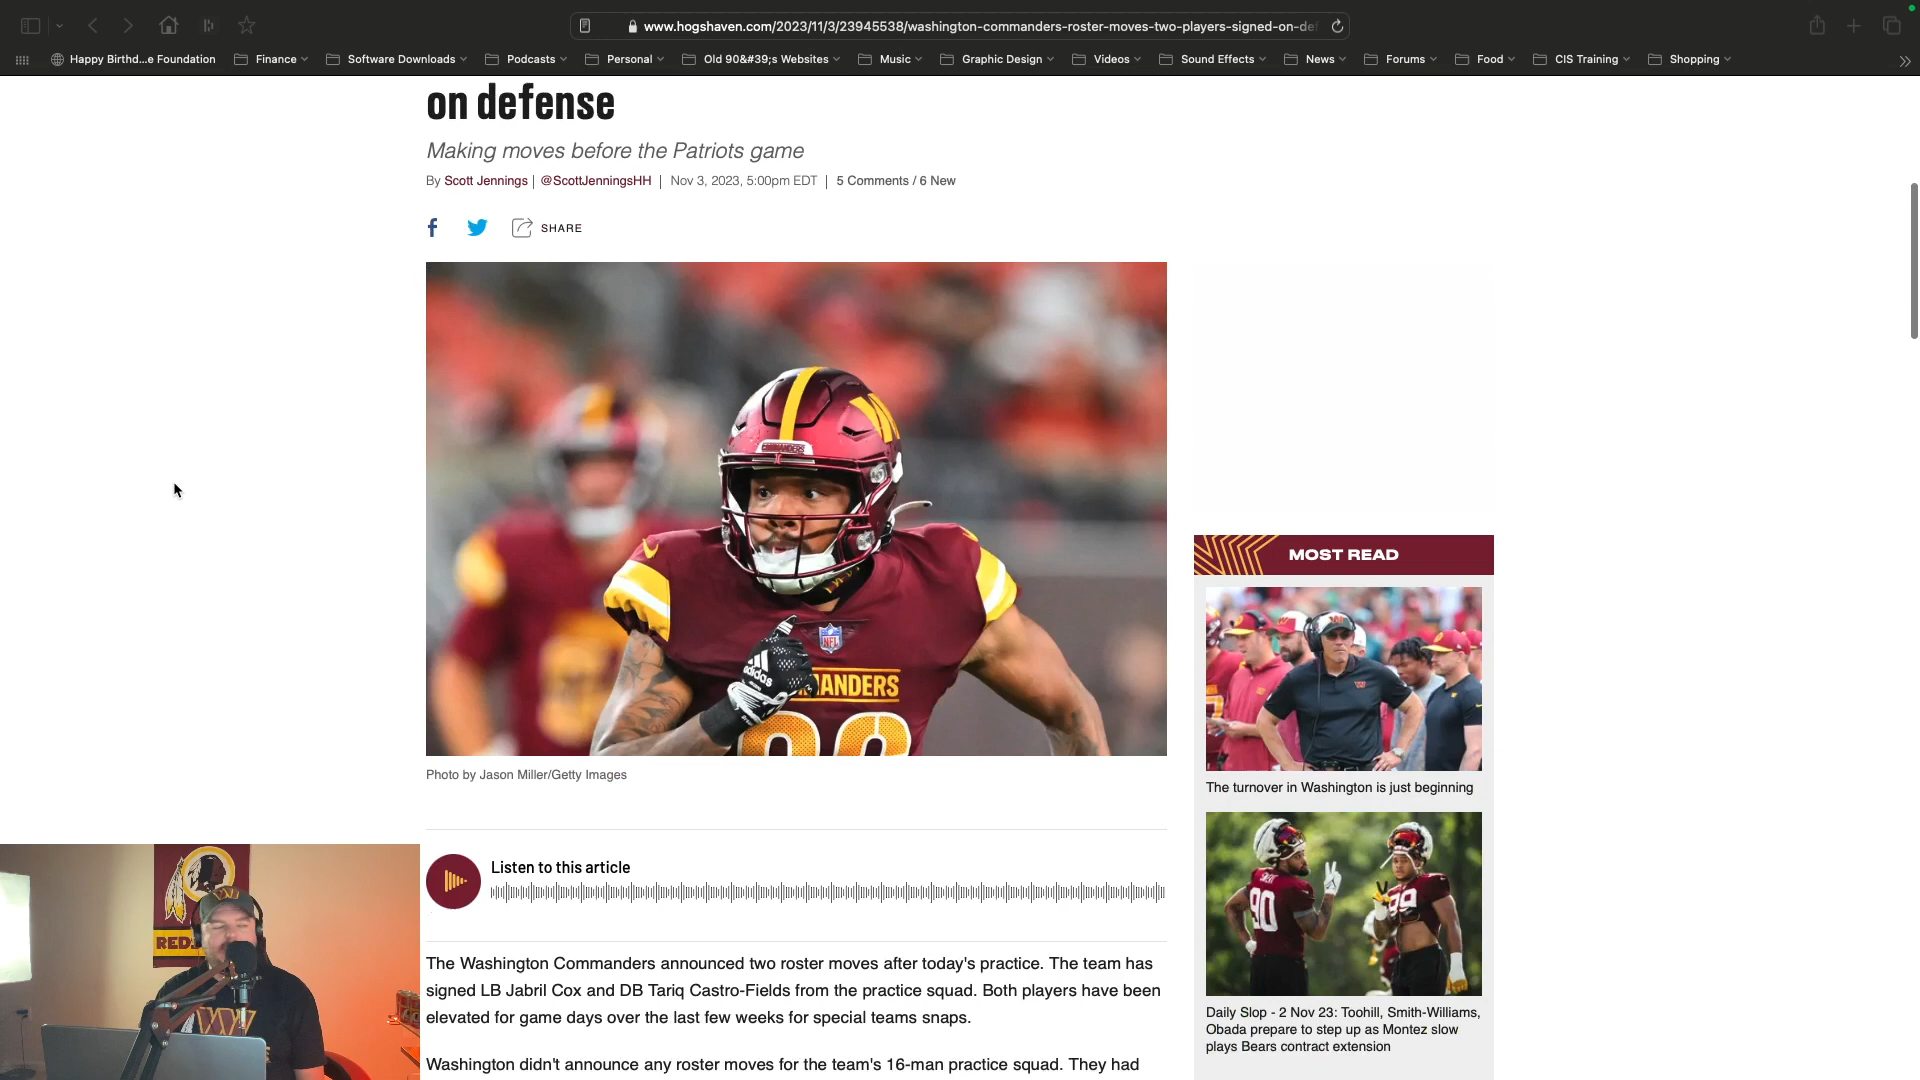 www.hogshaven.com/2023/11/3/23945538/washington-commanders-roster-moves-two-players-signed-on-def
Happy Birthd...e Foundation Finance Software Downloads Podcasts Personal Old 90&#39;s Websites Music Graphic Design Videos Sound Effects News Forums Food CIS Training Shopping
on defense
Making moves before the Patriots game
By Scott Jennings | @ScottJenningsHH | Nov 3, 2023, 5:00pm EDT | 5 Comments / 6 New
SHARE
COMMANDERS
NFL
adidas
MANDERS
Photo by Jason Miller/Getty Images
Listen to this article
The Washington Commanders announced two roster moves after today's practice. The team has
signed LB Jabril Cox and DB Tariq Castro-Fields from the practice squad. Both players have been
elevated for game days over the last few weeks for special teams snaps.
Washington didn't announce any roster moves for the team's 16-man practice squad. They had
MOST READ
The turnover in Washington is just beginning
90
99
Daily Slop - 2 Nov 23: Toohill, Smith-Williams,
Obada prepare to step up as Montez slow
plays Bears contract extension
REDS